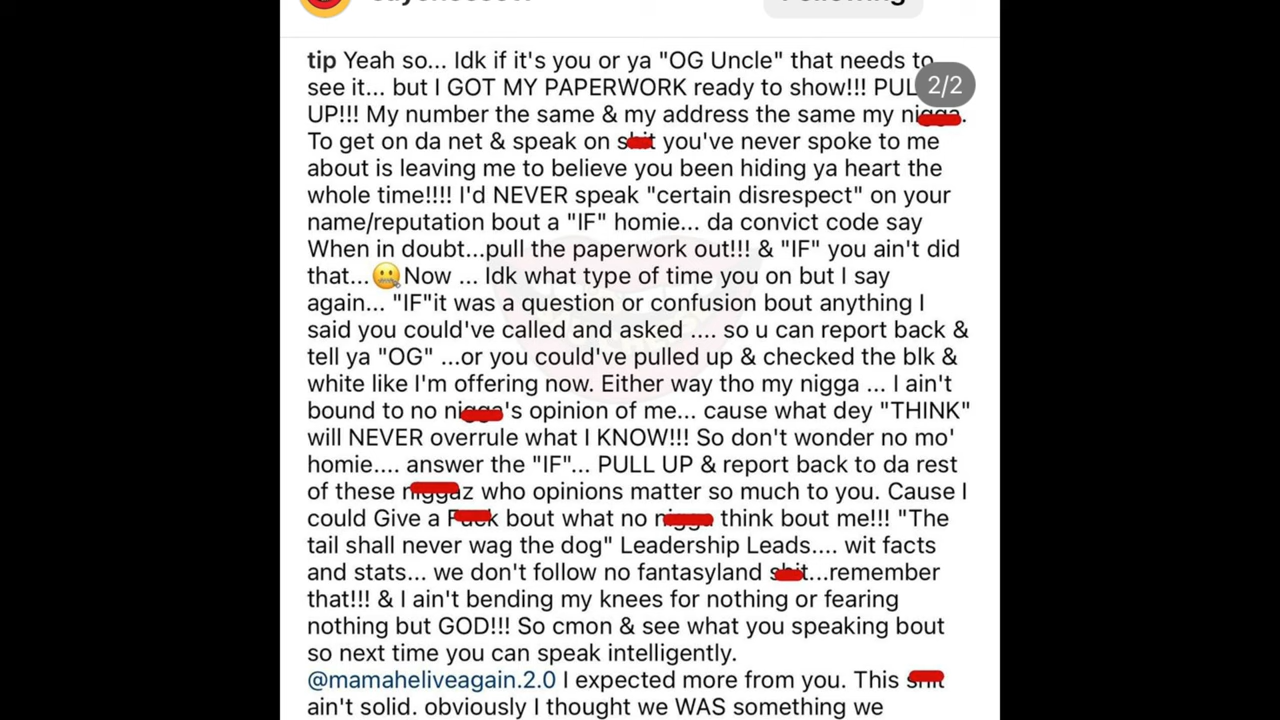 tip Yeah so... Idk if it's you or ya "OG Uncle" that needs to
see it... but I GOT MY PAPERWORK ready to show!!! PUL
2/2
UP!!! My number the same & my address the same my nigga.
To get on da net & speak on shit you've never spoke to me
about is leaving me to believe you been hiding ya heart the
whole time!!!! I'd NEVER speak "certain disrespect" on your
name/reputation bout a "IF" homie... da convict code say
When in doubt...pull the paperwork out!!! & "IF" you ain't did
that...🤐Now ... Idk what type of time you on but I say
again... "IF"it was a question or confusion bout anything I
said you could've called and asked .... so u can report back &
tell ya "OG" ...or you could've pulled up & checked the blk &
white like I'm offering now. Either way tho my nigga ... I ain't
bound to no nigga's opinion of me... cause what dey "THINK"
will NEVER overrule what I KNOW!!! So don't wonder no mo'
homie.... answer the "IF"... PULL UP & report back to da rest
of these niggaz who opinions matter so much to you. Cause I
could Give a Fuck bout what no nigga think bout me!!! "The
tail shall never wag the dog" Leadership Leads.... wit facts
and stats... we don't follow no fantasyland shit...remember
that!!! & I ain't bending my knees for nothing or fearing
nothing but GOD!!! So cmon & see what you speaking bout
so next time you can speak intelligently.
@mamaheliveagain.2.0 I expected more from you. This shit
ain't solid. obviously I thought we WAS something we